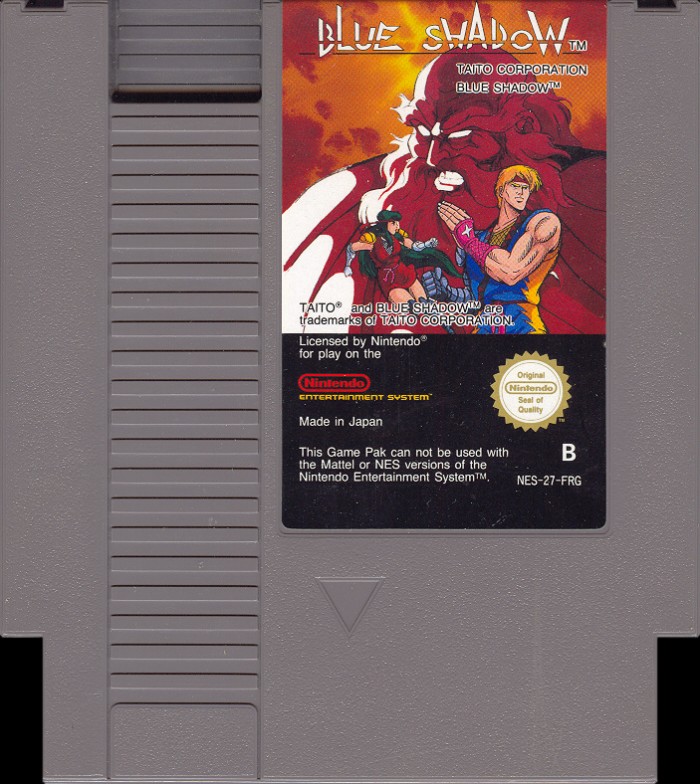 BLUE SHADOW™
TAITO CORPORATION
BLUE SHADOW™
TAITO® and BLUE SHADOW™ are
trademarks of TAITO CORPORATION.
Licensed by Nintendo®
for play on the
Nintendo
ENTERTAINMENT SYSTEM™
Original
Nintendo
Seal of
Quality
™
Made in Japan
This Game Pak can not be used with
the Mattel or NES versions of the
Nintendo Entertainment System™.
B
NES-27-FRG